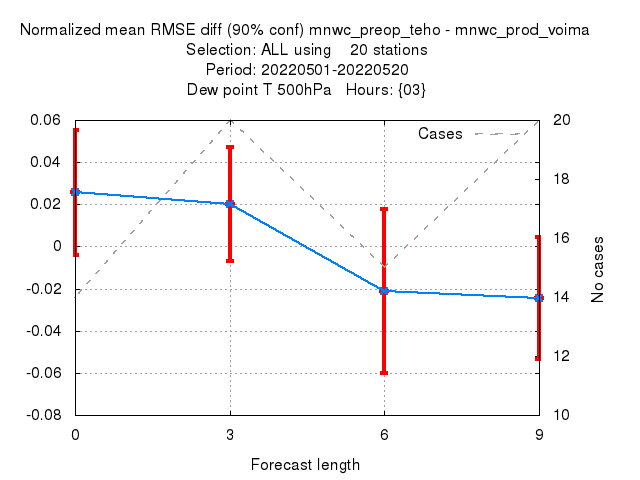 Normalized mean RMSE diff (90% conf) mnwc_preop_teho - mnwc_prod_voima
Selection: ALL using    20 stations
Period: 20220501-20220520
Dew point T 500hPa   Hours: {03}
Cases
0.06
0.04
0.02
0
-0.02
-0.04
-0.06
-0.08
20
18
16
14
12
10
No cases
0 3 6 9
Forecast length